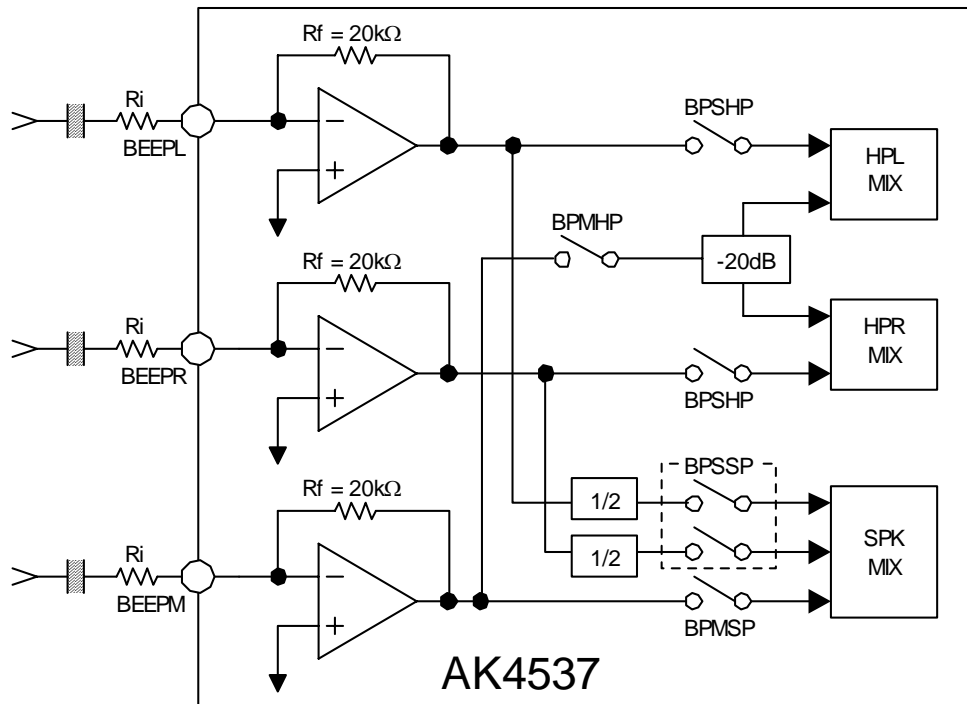 Rf = 20kΩ
Ri
BEEPL
BPSHP
HPL
MIX
BPMHP
-20dB
Rf = 20kΩ
Ri
BEEPR
HPR
MIX
BPSHP
BPSSP
1/2
Rf = 20kΩ
1/2
SPK
MIX
Ri
BEEPM
BPMSP
AK4537